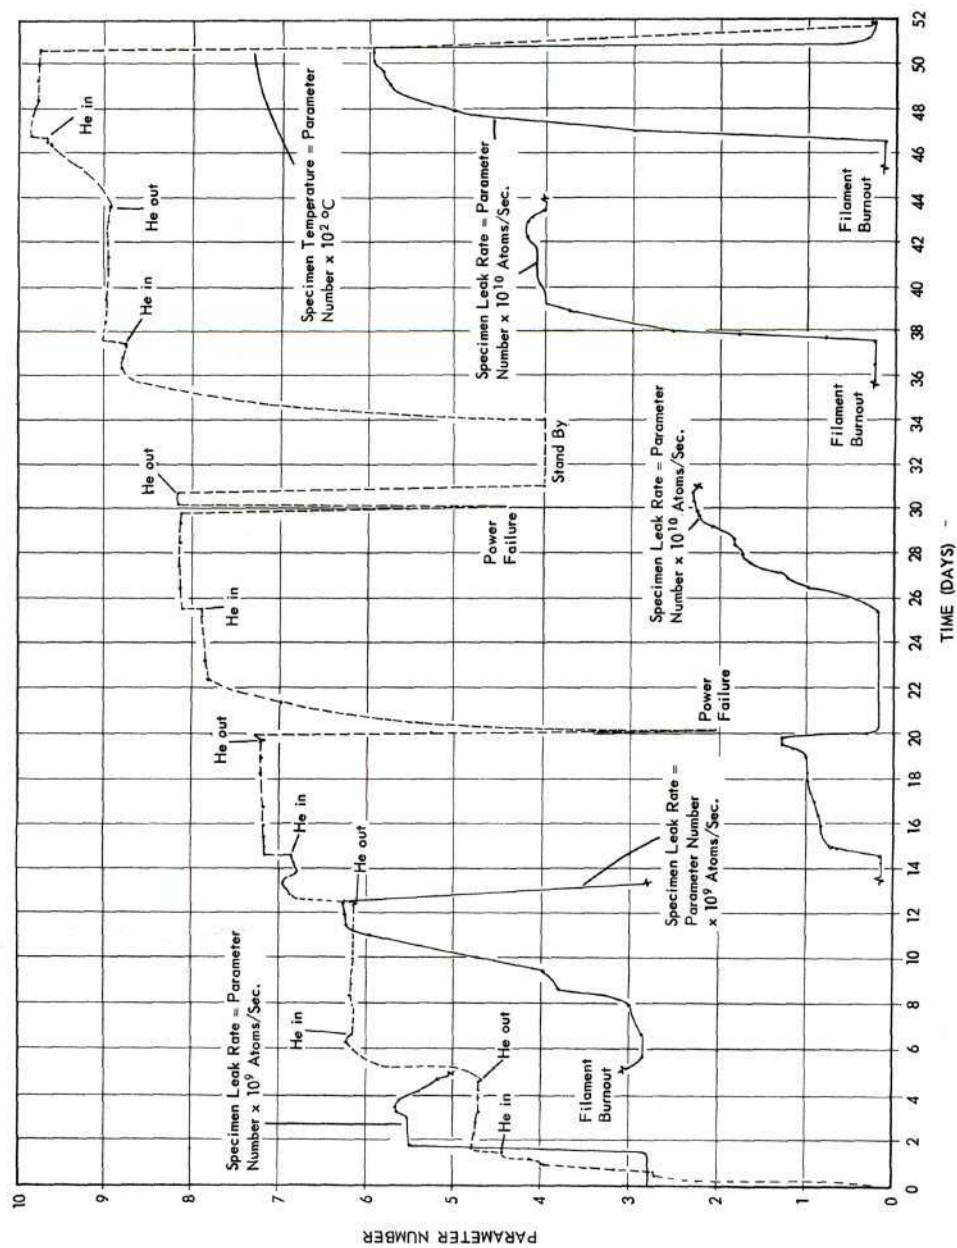 PARAMETER NUMBER
10
9
8
7
6
5
4
3
2
1
0
0
2
4
6
8
10
12
14
16
18
20
22
24
26
28
30
32
34
36
38
40
42
44
46
48
50
52
TIME (DAYS)
Specimen Leak Rate = Parameter
Number x 10⁹ Atoms/Sec.
He in
He out
Filament
Burnout
He in
He out
Specimen Leak Rate =
Parameter Number
x 10⁹ Atoms/Sec.
He in
He out
Power
Failure
He in
Power
Failure
He out
Specimen Leak Rate = Parameter
Number x 10¹⁰ Atoms/Sec.
Stand By
Filament
Burnout
He in
Specimen Leak Rate = Parameter
Number x 10¹⁰ Atoms/Sec.
He out
Specimen Temperature = Parameter
Number x 10² °C
He in
Filament
Burnout